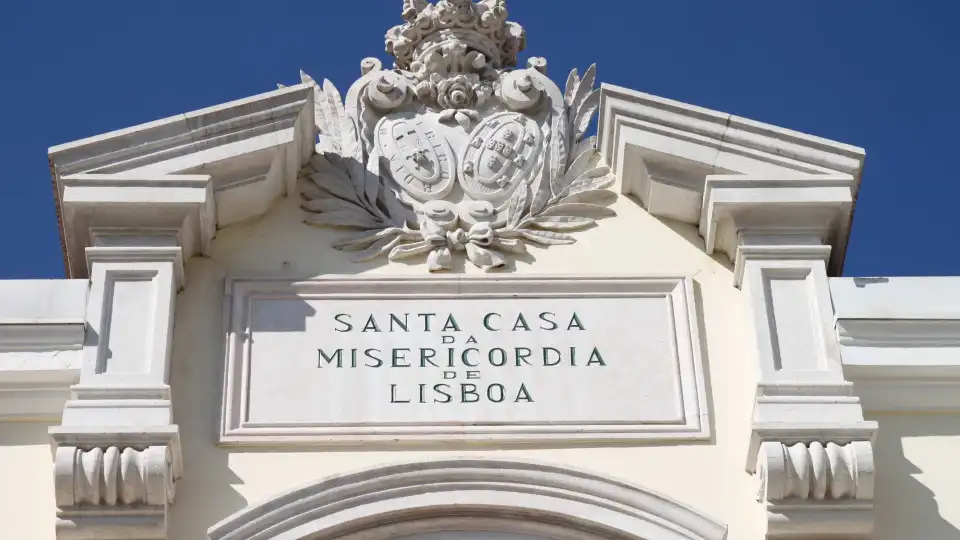 SANTA CASA
DA
MISERICORDIA
DE
LISBOA